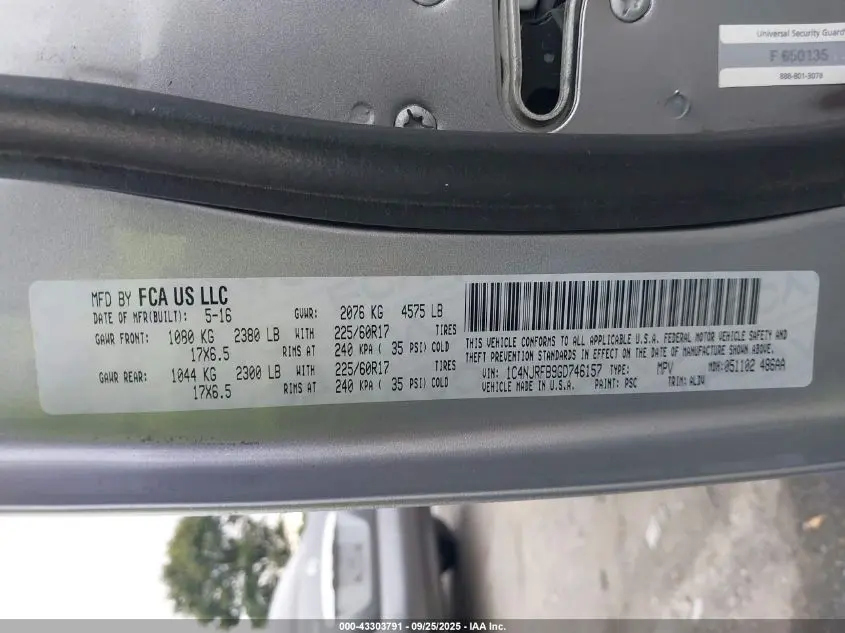 Universal Security Guard
F 650135
888-801-3079
MFD BY FCA US LLC
DATE OF MFR(BUILT): 5-16 GVWR: 2076 KG 4575 LB
GAWR FRONT: 1080 KG 2380 LB WITH 225/60R17 TIRES
17X6.5 RIMS AT 240 KPA ( 35 PSI) COLD
GAWR REAR: 1044 KG 2300 LB WITH 225/60R17 TIRES
17X6.5 RIMS AT 240 KPA ( 35 PSI) COLD
THIS VEHICLE CONFORMS TO ALL APPLICABLE U.S.A. FEDERAL MOTOR VEHICLE SAFETY AND
THEFT PREVENTION STANDARDS IN EFFECT ON THE DATE OF MANUFACTURE SHOWN ABOVE.
VIN: 1C4NJRFB9GD746157 TYPE: MPV MDH:051102 486AA
VEHICLE MADE IN U.S.A. PAINT: PSC TRIM: ALDV
000-43303791 - 09/25/2025 - IAA Inc.